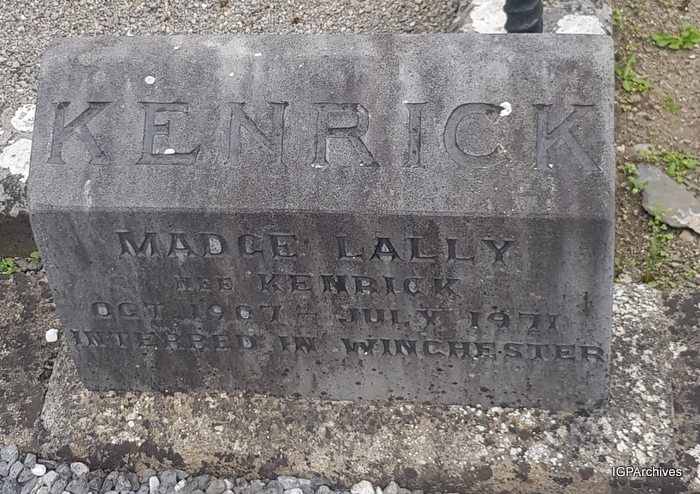 KENRICK
MADGE LALLY
NEE KENRICK
OCT 1907 - JULY 1971
INTERRED IN WINCHESTER
IGPArchives